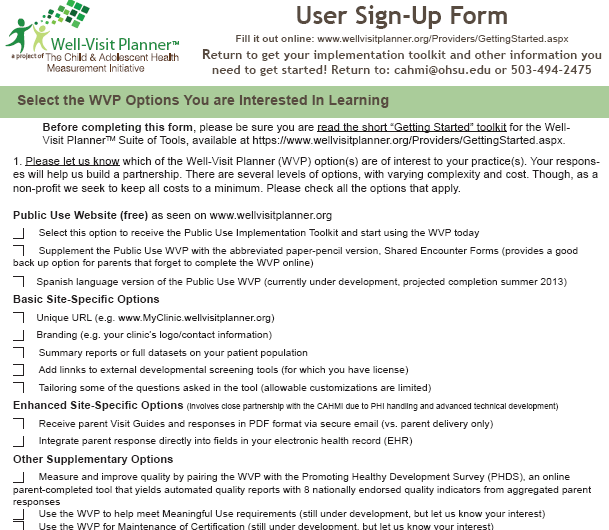 Well-Visit Planner™
a project of The Child & Adolescent Health
Measurement Initiative
User Sign-Up Form
Fill it out online: www.wellvisitplanner.org/Providers/GettingStarted.aspx
Return to get your implementation toolkit and other information you
need to get started! Return to: cahmi@ohsu.edu or 503-494-2475
Select the WVP Options You are Interested In Learning
Before completing this form, please be sure you are read the short “Getting Started” toolkit for the Well-
Visit Planner™ Suite of Tools, available at https://www.wellvisitplanner.org/Providers/GettingStarted.aspx.
1. Please let us know which of the Well-Visit Planner (WVP) option(s) are of interest to your practice(s). Your respons-
es will help us build a partnership. There are several levels of options, with varying complexity and cost. Though, as a
non-profit we seek to keep all costs to a minimum. Please check all the options that apply.
Public Use Website (free) as seen on www.wellvisitplanner.org
Select this option to receive the Public Use Implementation Toolkit and start using the WVP today
Supplement the Public Use WVP with the abbreviated paper-pencil version, Shared Encounter Forms (provides a good
back up option for parents that forget to complete the WVP online)
Spanish language version of the Public Use WVP (currently under development, projected completion summer 2013)
Basic Site-Specific Options
Unique URL (e.g. www.MyClinic.wellvisitplanner.org)
Branding (e.g. your clinic's logo/contact information)
Summary reports or full datasets on your patient population
Add linnks to external developmental screening tools (for which you have license)
Tailoring some of the questions asked in the tool (allowable customizations are limited)
Enhanced Site-Specific Options (involves close partnership with the CAHMI due to PHI handling and advanced technical development)
Receive parent Visit Guides and responses in PDF format via secure email (vs. parent delivery only)
Integrate parent response directly into fields in your electronic health record (EHR)
Other Supplementary Options
Measure and improve quality by pairing the WVP with the Promoting Healthy Development Survey (PHDS), an online
parent-completed tool that yields automated quality reports with 8 nationally endorsed quality indicators from aggregated parent
responses
Use the WVP to help meet Meaningful Use requirements (still under development, but let us know your interest)
Use the WVP for Maintenance of Certification (still under development, but let us know your interest)